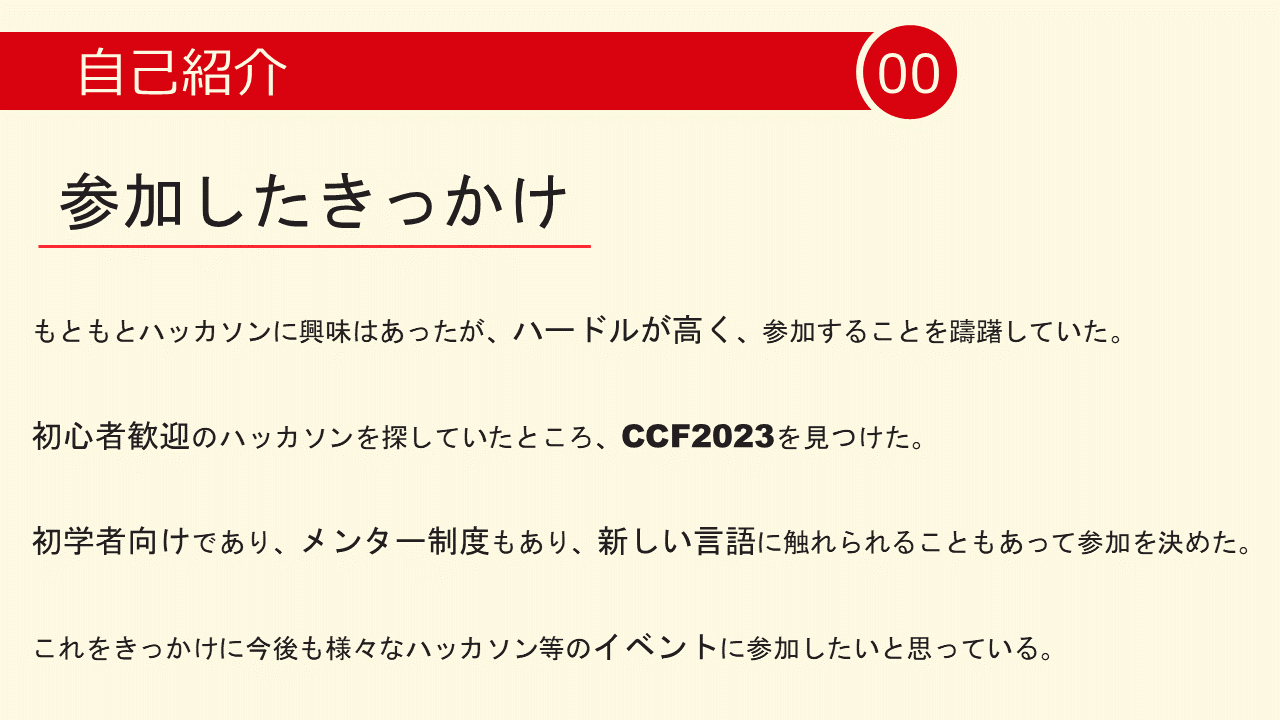 自己紹介
00
参加したきっかけ
もともとハッカソンに興味はあったが、ハードルが高く、参加することを躊躇していた。
初心者歓迎のハッカソンを探していたところ、CCF2023を見つけた。
初学者向けであり、メンター制度もあり、新しい言語に触れられることもあって参加を決めた。
これをきっかけに今後も様々なハッカソン等のイベントに参加したいと思っている。